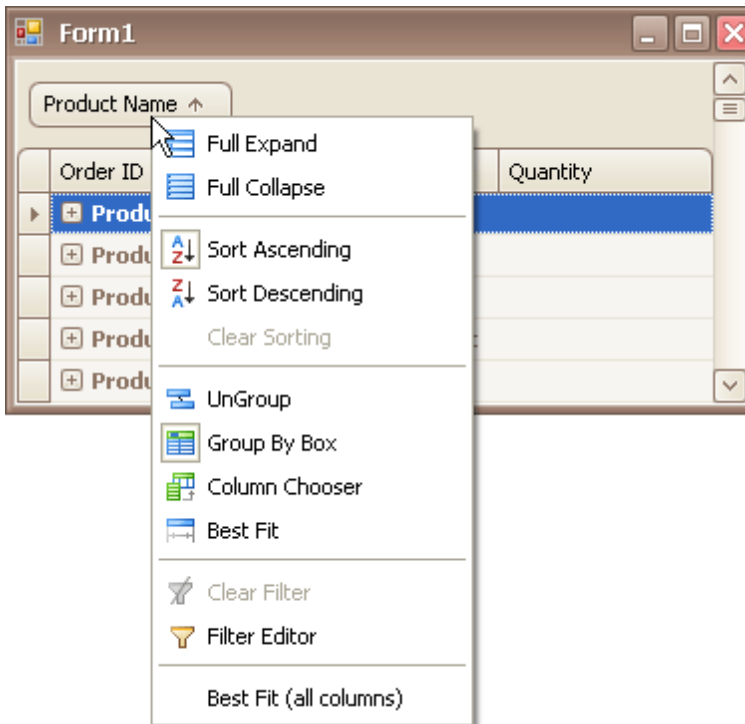 Form1
Product Name
Order ID
Quantity
Produ
Produ
Produ
Produ
Produ
Full Expand
Full Collapse
Sort Ascending
Sort Descending
Clear Sorting
UnGroup
Group By Box
Column Chooser
Best Fit
Clear Filter
Filter Editor
Best Fit (all columns)